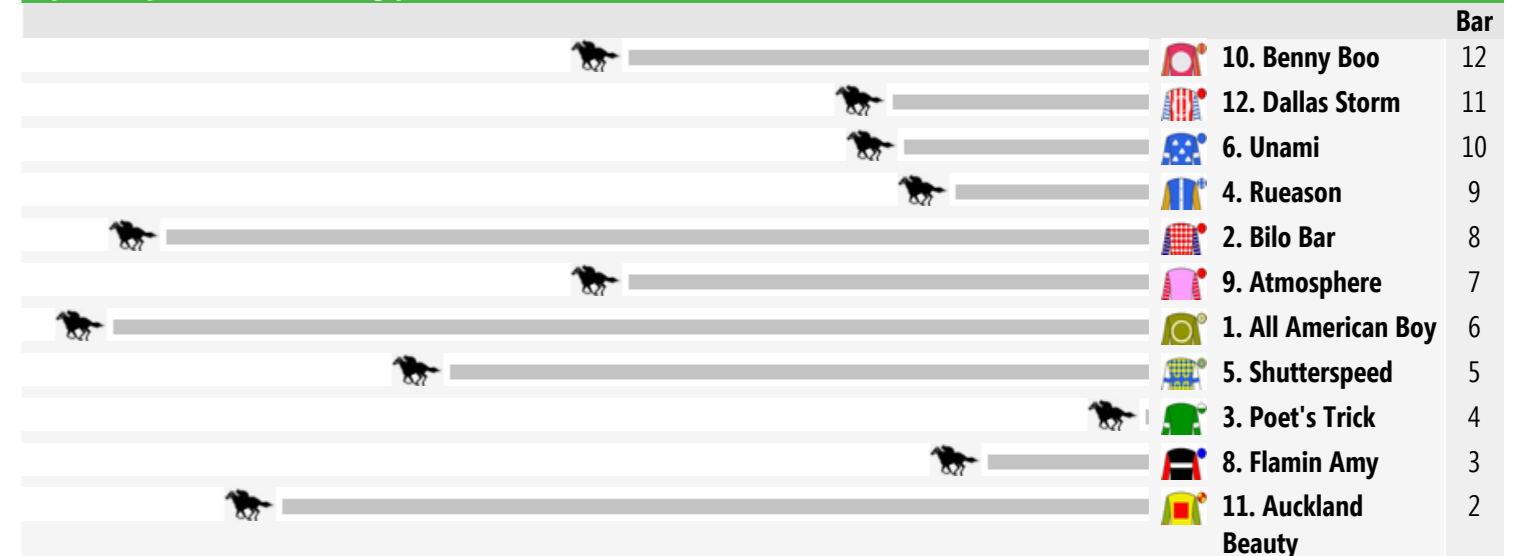 Bar
10. Benny Boo 12
12. Dallas Storm 11
6. Unami 10
4. Rueason 9
2. Bilo Bar 8
9. Atmosphere 7
1. All American Boy 6
5. Shutterspeed 5
3. Poet's Trick 4
8. Flamin Amy 3
11. Auckland 2
Beauty